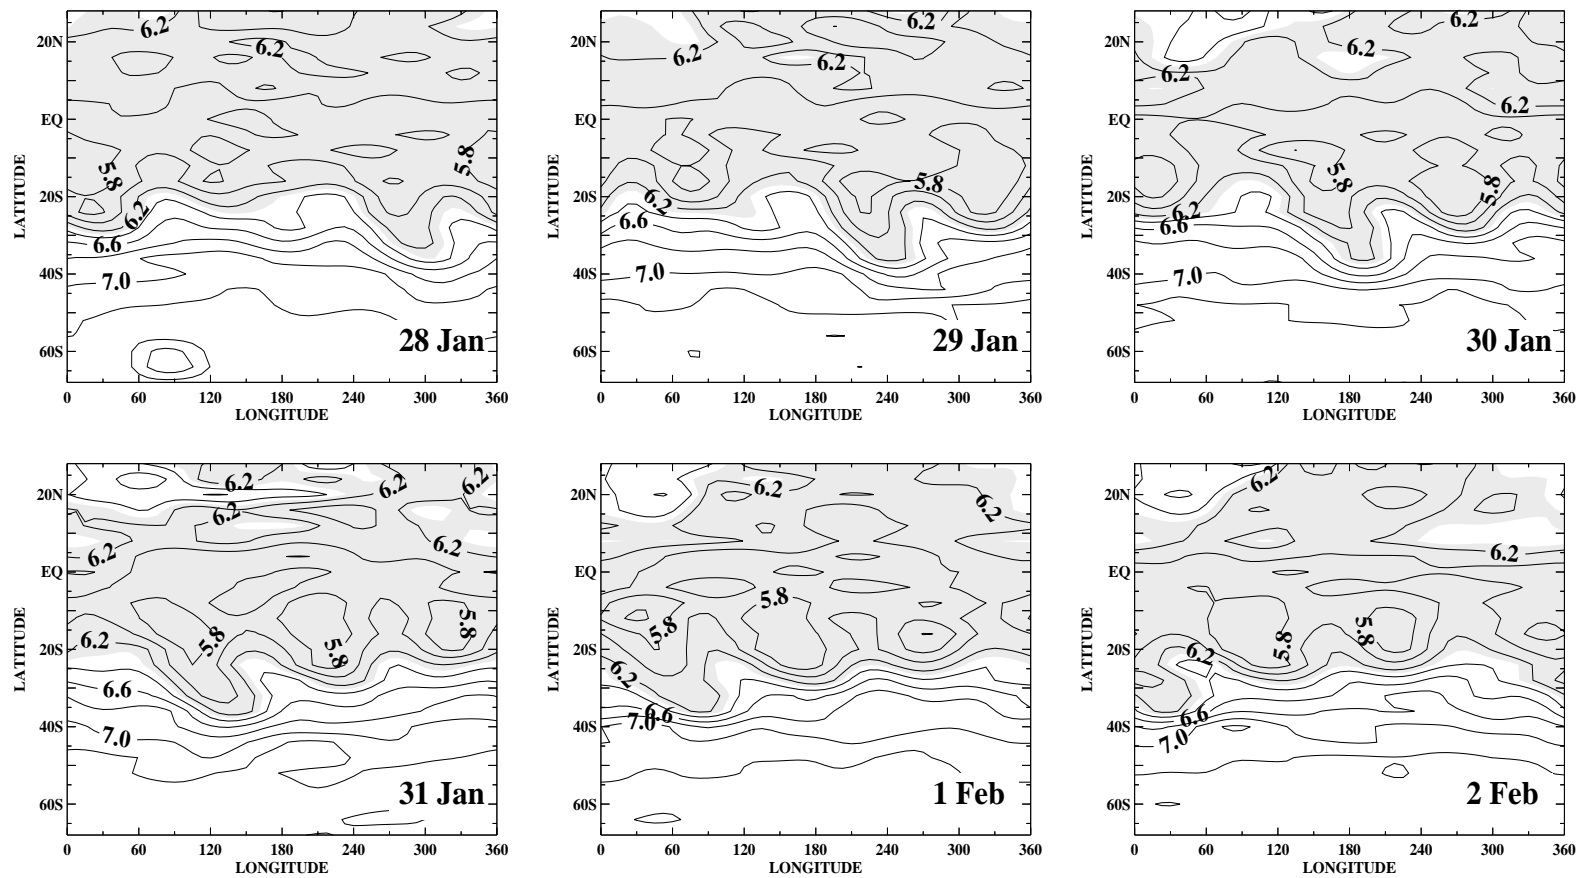 6.2
6.2
5.8
5.8
6.2
6.6
7.0
28 Jan
20N
EQ
20S
40S
60S
LATITUDE
0 60 120 180 240 300 360
LONGITUDE
6.2
6.2
6.2
5.8
6.2
6.6
7.0
29 Jan
20N
EQ
20S
40S
60S
LATITUDE
0 60 120 180 240 300 360
LONGITUDE
6.2
6.2
6.2
6.2
5.8
5.8
6.2
6.6
7.0
30 Jan
20N
EQ
20S
40S
60S
LATITUDE
0 60 120 180 240 300 360
LONGITUDE
6.2
6.2
6.2
6.2
6.2
6.2
5.8
5.8
5.8
6.2
6.6
7.0
31 Jan
20N
EQ
20S
40S
60S
LATITUDE
0 60 120 180 240 300 360
LONGITUDE
6.2
6.2
5.8
5.8
6.2
6.6
7.0
1 Feb
20N
EQ
20S
40S
60S
LATITUDE
0 60 120 180 240 300 360
LONGITUDE
6.2
6.2
5.8
5.8
6.2
6.6
7.0
2 Feb
20N
EQ
20S
40S
60S
LATITUDE
0 60 120 180 240 300 360
LONGITUDE